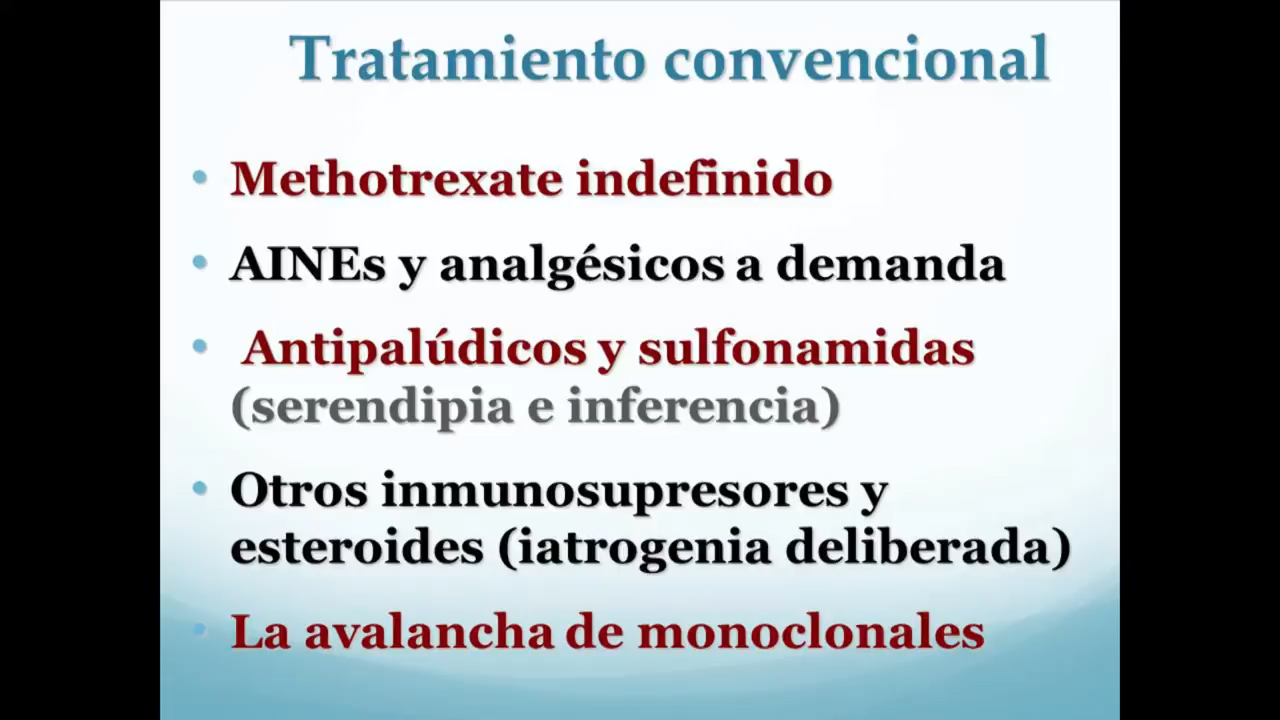 Tratamiento convencional
• Methotrexate indefinido
• AINEs y analgésicos a demanda
• Antipalúdicos y sulfonamidas
(serendipia e inferencia)
• Otros inmunosupresores y
esteroides (iatrogenia deliberada)
• La avalancha de monoclonales